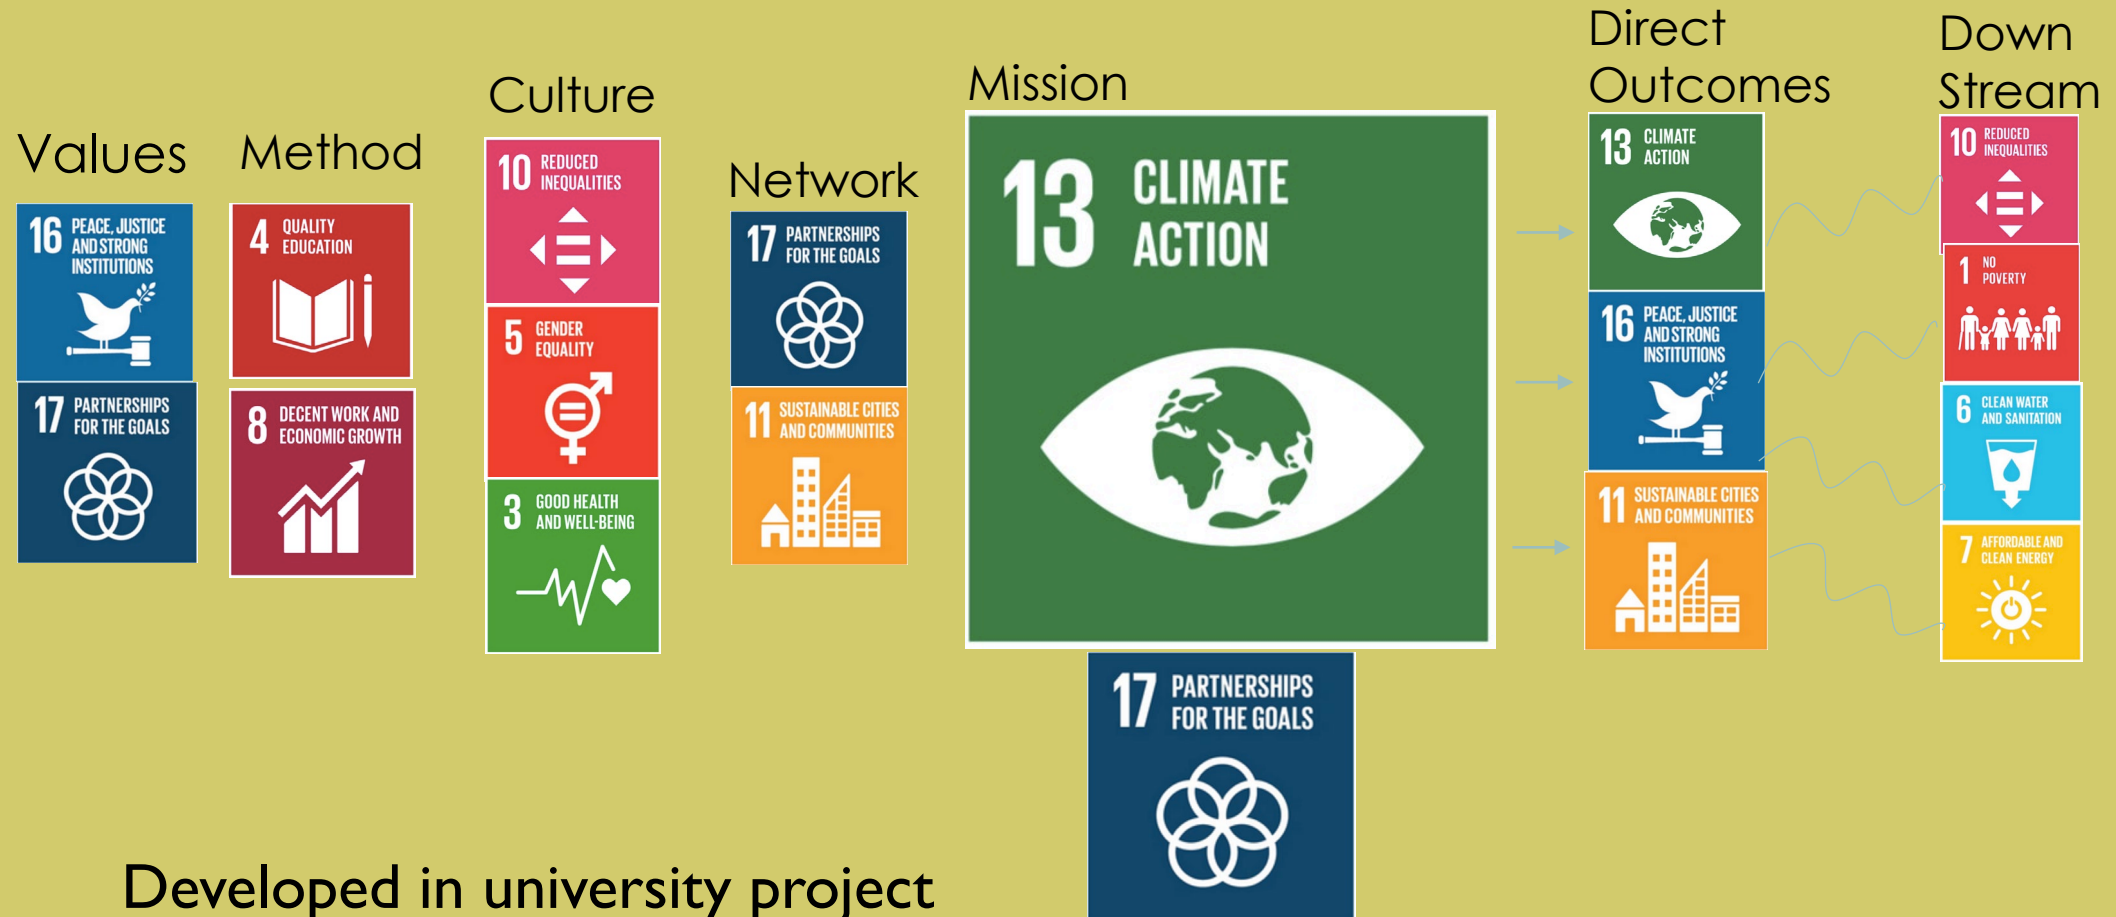 Values
16 PEACE, JUSTICE
AND STRONG
INSTITUTIONS
17 PARTNERSHIPS
FOR THE GOALS
Method
4 QUALITY
EDUCATION
8 DECENT WORK AND
ECONOMIC GROWTH
Culture
10 REDUCED
INEQUALITIES
5 GENDER
EQUALITY
3 GOOD HEALTH
AND WELL-BEING
Network
17 PARTNERSHIPS
FOR THE GOALS
11 SUSTAINABLE CITIES
AND COMMUNITIES
Mission
13 CLIMATE
ACTION
17 PARTNERSHIPS
FOR THE GOALS
Direct
Outcomes
13 CLIMATE
ACTION
16 PEACE, JUSTICE
AND STRONG
INSTITUTIONS
11 SUSTAINABLE CITIES
AND COMMUNITIES
Down
Stream
10 REDUCED
INEQUALITIES
1 NO
POVERTY
6 CLEAN WATER
AND SANITATION
7 AFFORDABLE AND
CLEAN ENERGY
Developed in university project